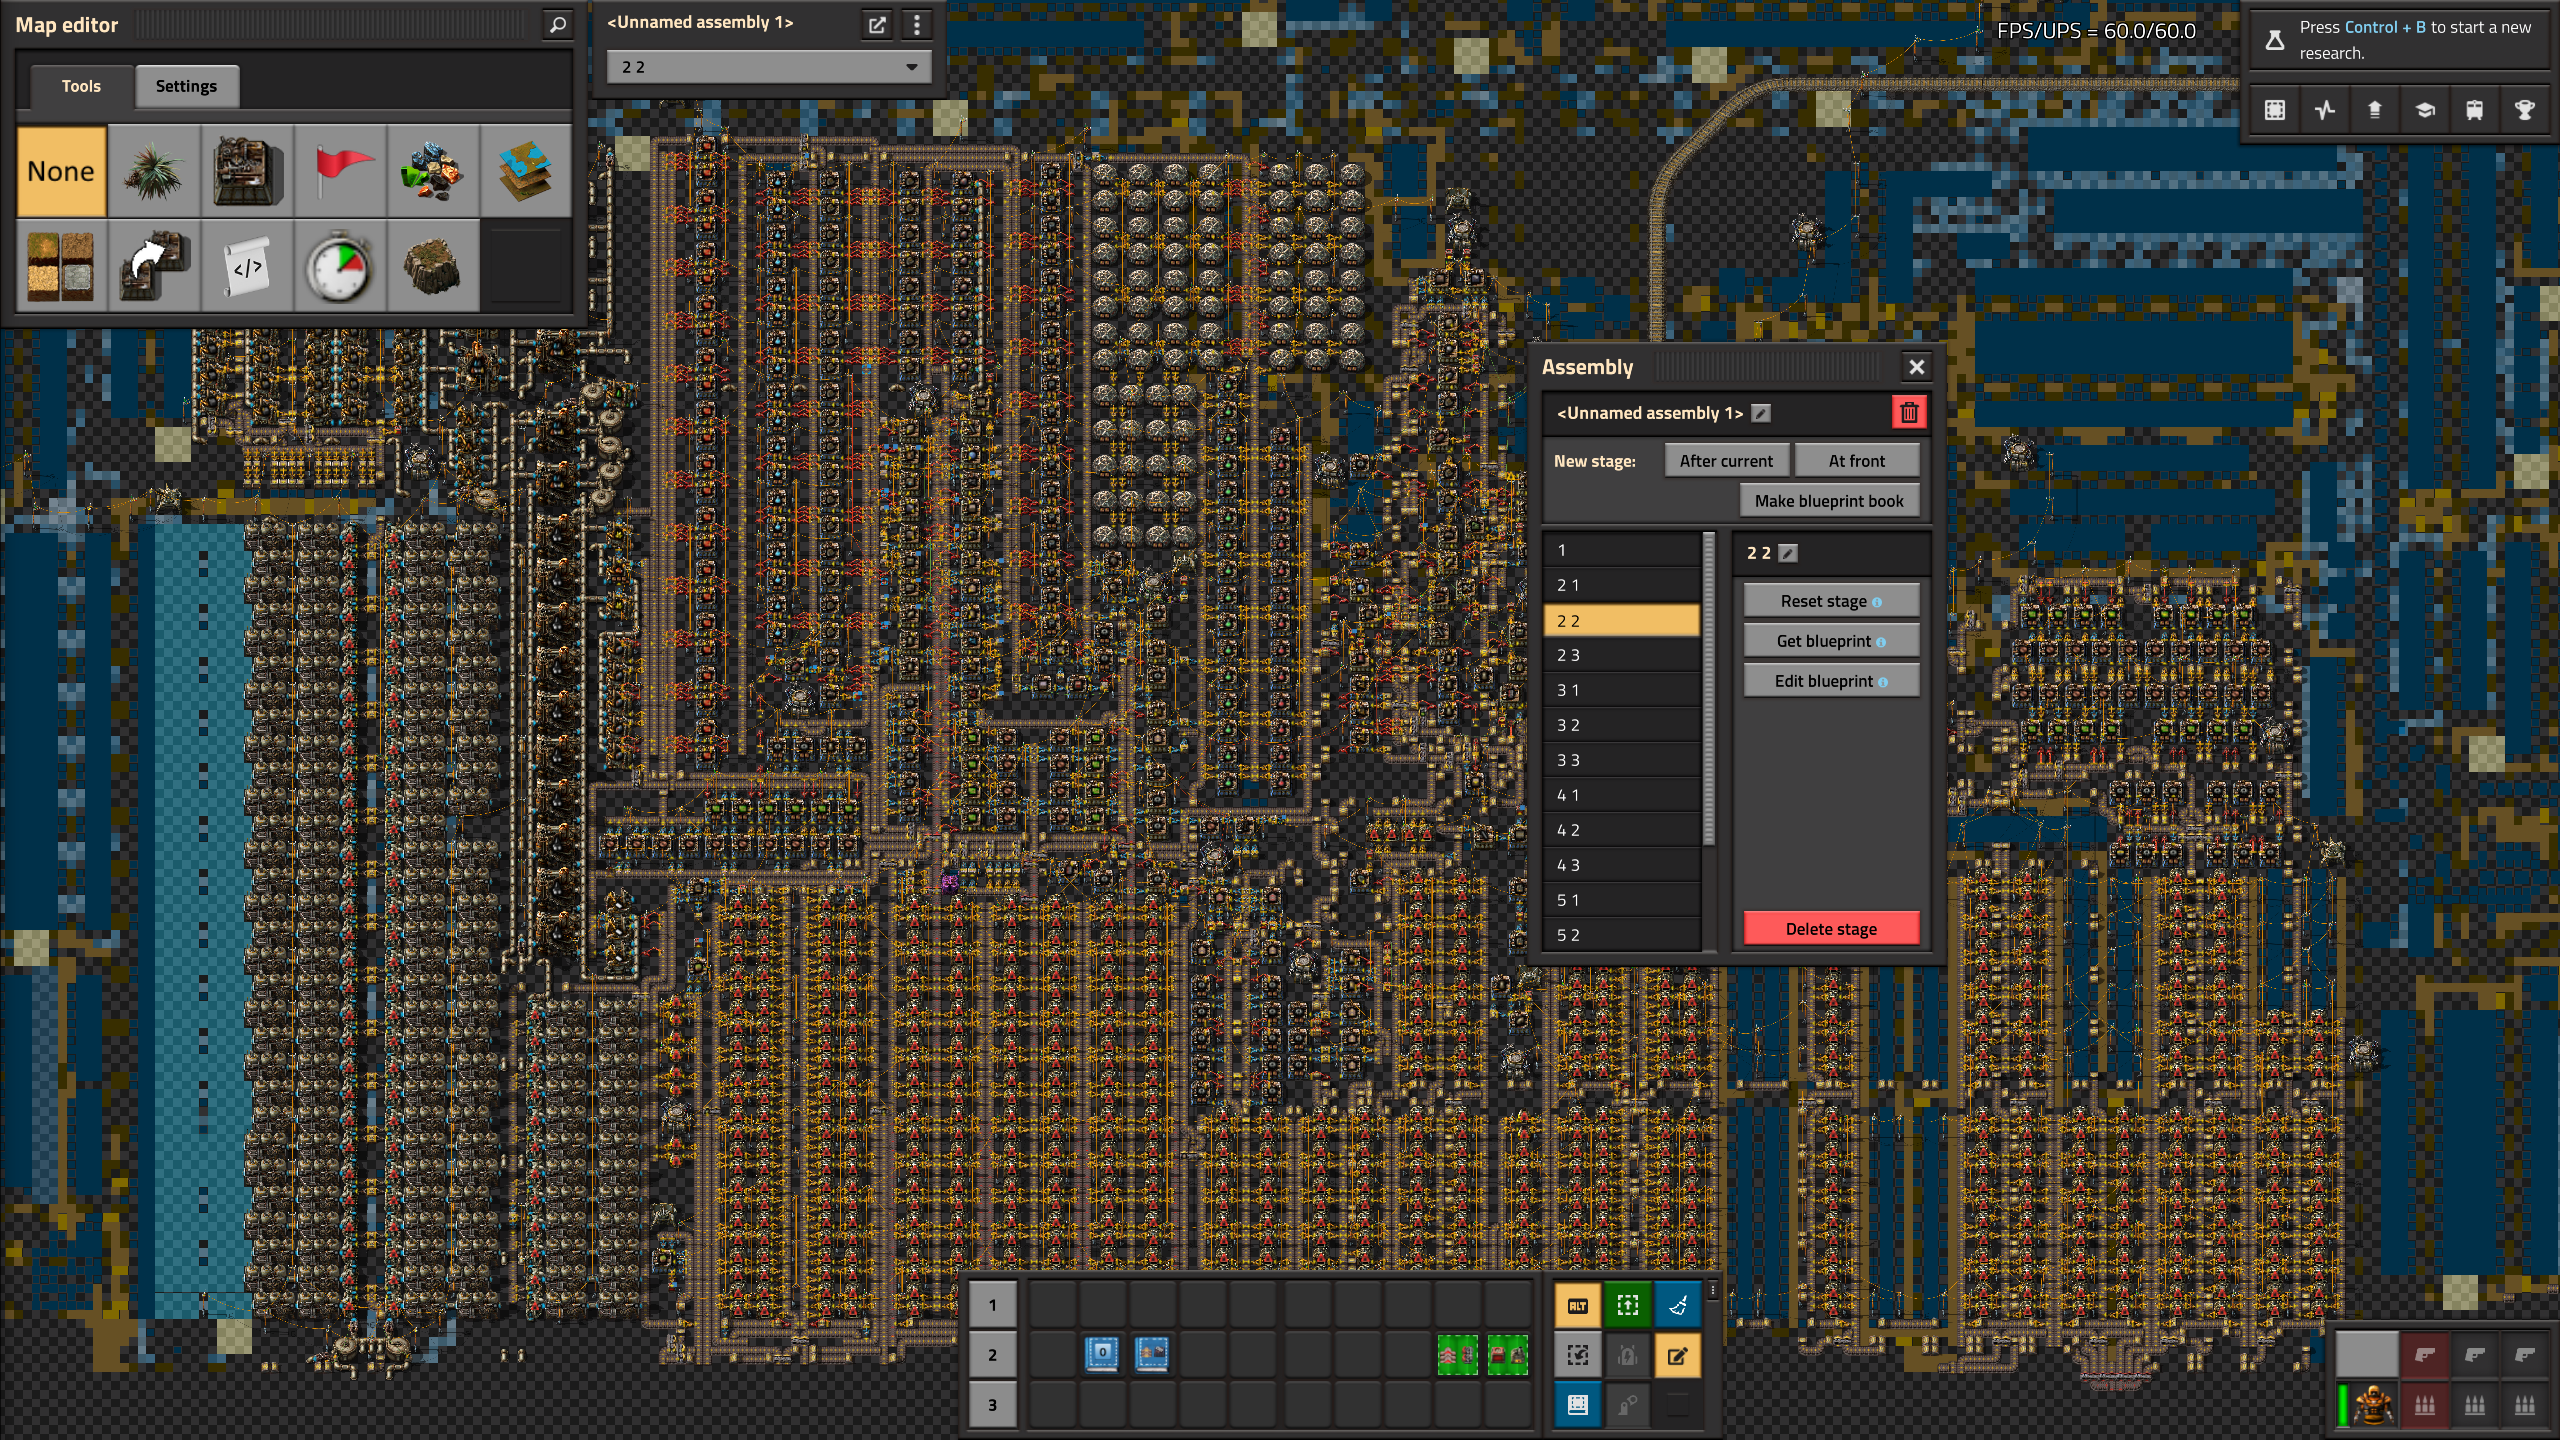 Map editor
Tools
Settings
None
</>
<Unnamed assembly 1>
2 2
FPS/UPS = 60.0/60.0
Press Control + B to start a new
research.
Assembly
<Unnamed assembly 1>
New stage:
After current
At front
Make blueprint book
1
2 1
2 2
2 3
3 1
3 2
3 3
4 1
4 2
4 3
5 1
5 2
2 2
Reset stage
Get blueprint
Edit blueprint
Delete stage
1
2
3
0
ALT